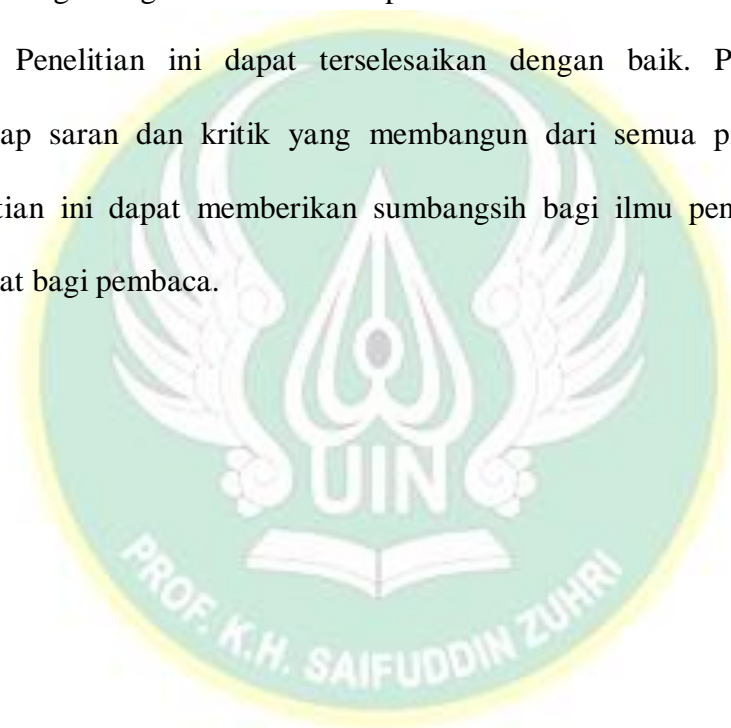 Penelitian ini dapat terselesaikan dengan baik. P
ap saran dan kritik yang membangun dari semua p
tian ini dapat memberikan sumbangsih bagi ilmu pen
at bagi pembaca.
UIN
PROF. K.H. SAIFUDDIN ZUHRI